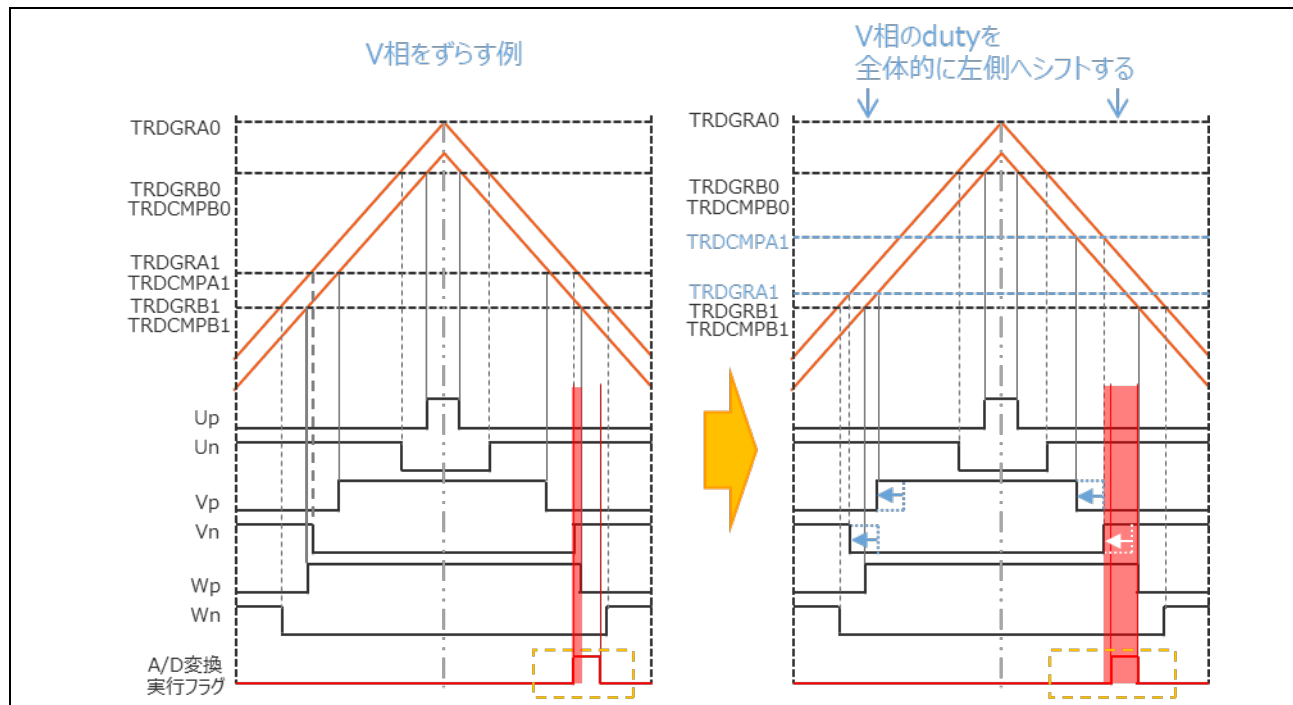 V相をずらす例
TRDGRA0
TRDGRB0
TRDCMPB0
TRDGRA1
TRDCMPA1
TRDGRB1
TRDCMPB1
Up
Un
Vp
Vn
Wp
Wn
A/D変換
実行フラグ
V相のdutyを
全体的に左側へシフトする
TRDGRA0
TRDGRB0
TRDCMPB0
TRDCMPA1
TRDGRA1
TRDGRB1
TRDCMPB1